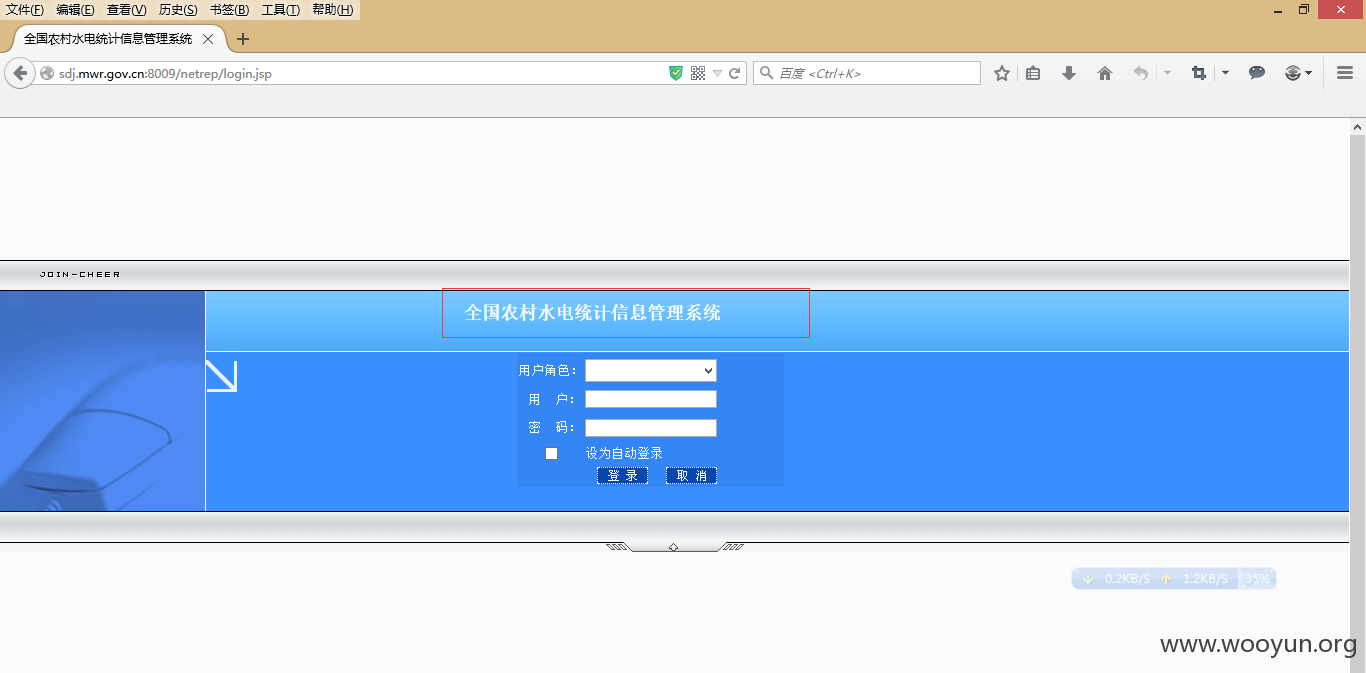 文件(F) 编辑(E) 查看(V) 历史(S) 书签(B) 工具(T) 帮助(H)
全国农村水电统计信息管理系统
sdj.mwr.gov.cn:8009/netrep/login.jsp
百度 <Ctrl+K>
JOIN-CHEER
全国农村水电统计信息管理系统
用户角色：
用 户：
密 码：
设为自动登录
登 录 取 消
0.2KB/S 1.2KB/S 35%
www.wooyun.org